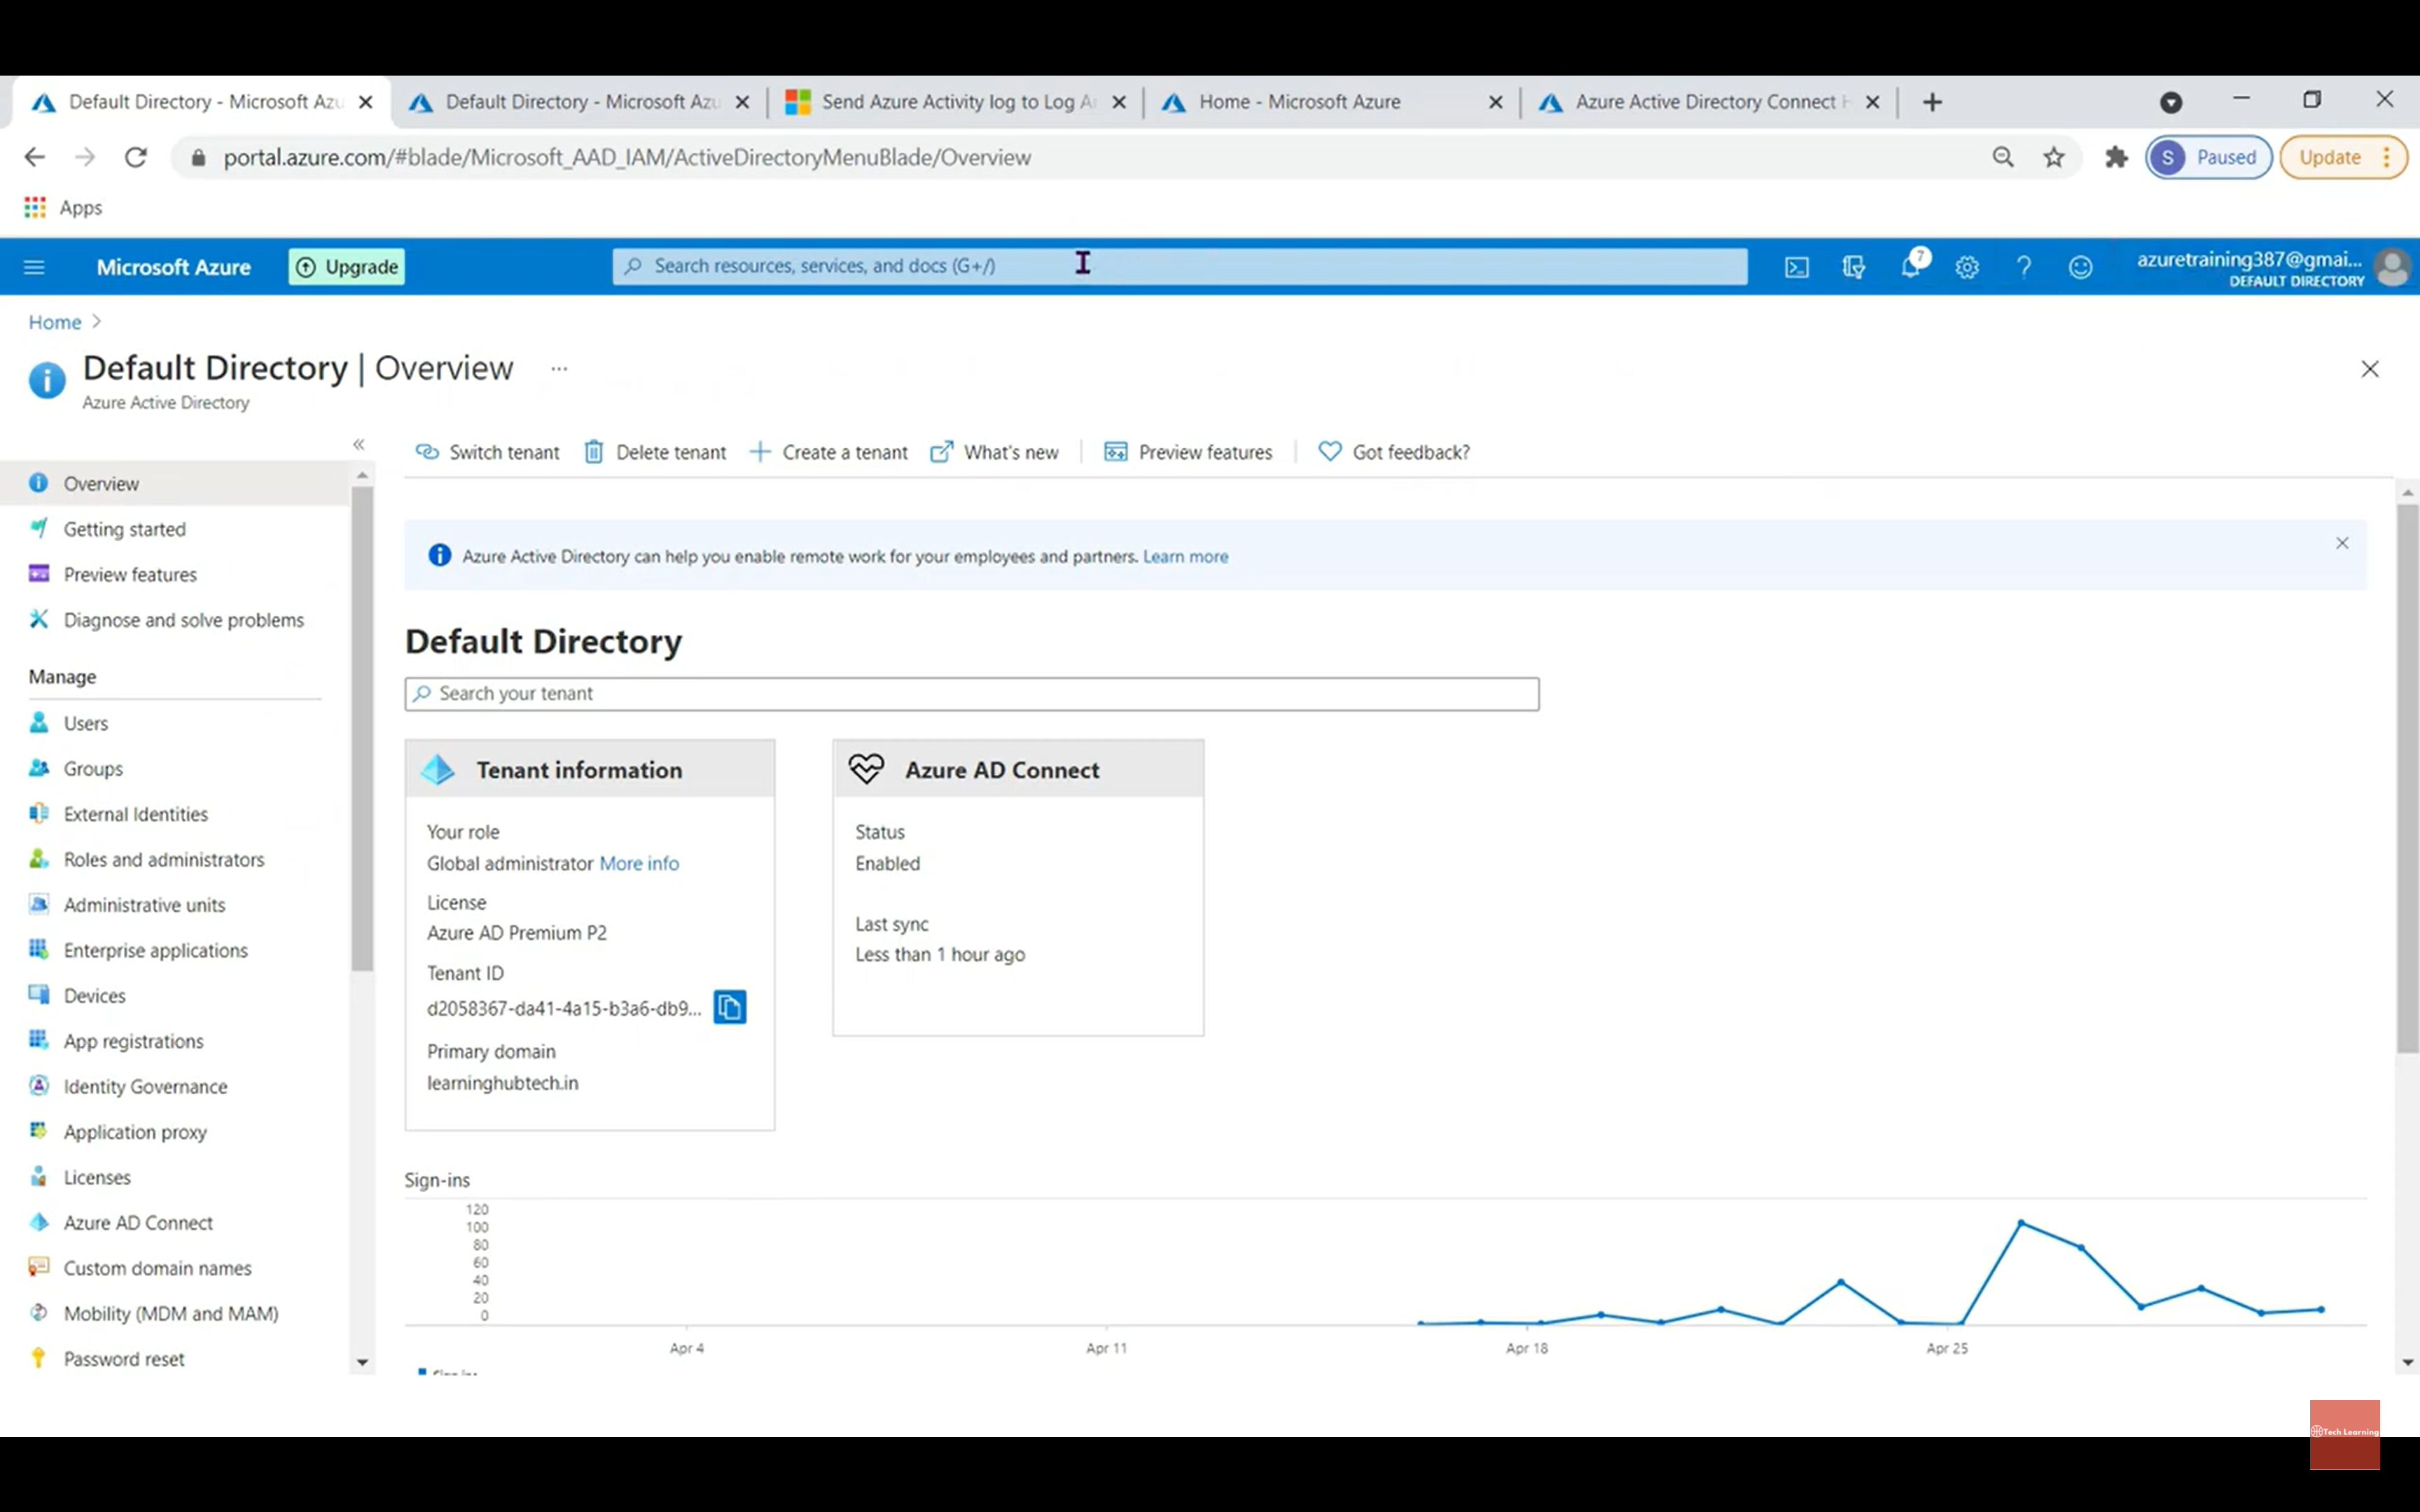 Default Directory - Microsoft Azu
Default Directory - Microsoft Azu
Send Azure Activity log to Log An
Home - Microsoft Azure
Azure Active Directory Connect H
portal.azure.com/#blade/Microsoft_AAD_IAM/ActiveDirectoryMenuBlade/Overview
S Paused
Update
Apps
Microsoft Azure
Upgrade
Search resources, services, and docs (G+/)
7
azuretraining387@gmai...
DEFAULT DIRECTORY
Home
Default Directory | Overview ...
Azure Active Directory
Switch tenant
Delete tenant
Create a tenant
What's new
Preview features
Got feedback?
Overview
Getting started
Preview features
Diagnose and solve problems
Manage
Users
Groups
External Identities
Roles and administrators
Administrative units
Enterprise applications
Devices
App registrations
Identity Governance
Application proxy
Licenses
Azure AD Connect
Custom domain names
Mobility (MDM and MAM)
Password reset
Azure Active Directory can help you enable remote work for your employees and partners. Learn more
Default Directory
Search your tenant
Tenant information
Your role
Global administrator More info
License
Azure AD Premium P2
Tenant ID
d2058367-da41-4a15-b3a6-db9...
Primary domain
learninghubtech.in
Azure AD Connect
Status
Enabled
Last sync
Less than 1 hour ago
Sign-ins
120
100
80
60
40
20
0
Apr 4
Apr 11
Apr 18
Apr 25
Tech Learning